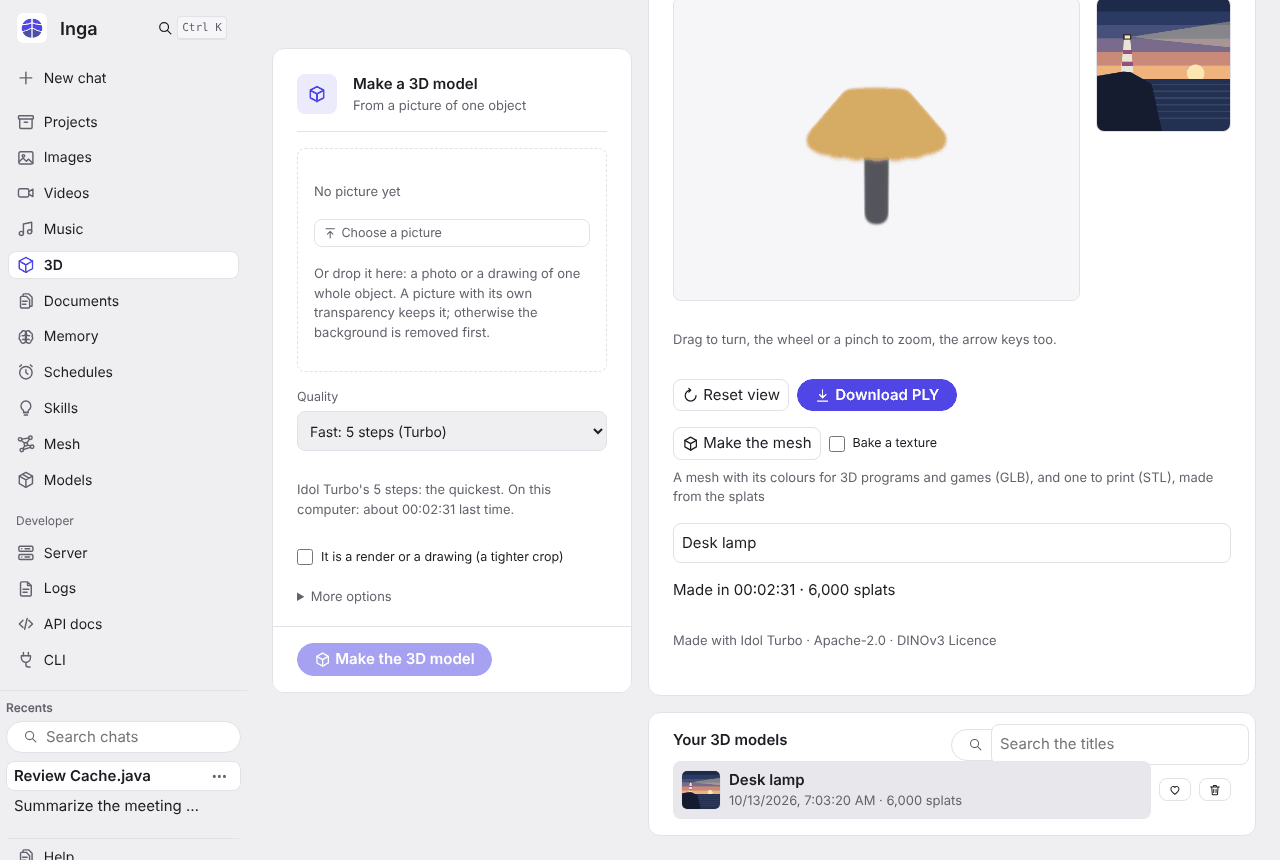 Inga
Ctrl K
New chat
Projects
Images
Videos
Music
3D
Documents
Memory
Schedules
Skills
Mesh
Models
Developer
Server
Logs
API docs
CLI
Recents
Search chats
Review Cache.java
Summarize the meeting ...
Help
Make a 3D model
From a picture of one object
No picture yet
Choose a picture
Or drop it here: a photo or a drawing of one
whole object. A picture with its own
transparency keeps it; otherwise the
background is removed first.
Quality
Fast: 5 steps (Turbo)
Idol Turbo's 5 steps: the quickest. On this
computer: about 00:02:31 last time.
It is a render or a drawing (a tighter crop)
More options
Make the 3D model
Drag to turn, the wheel or a pinch to zoom, the arrow keys too.
Reset view
Download PLY
Make the mesh
Bake a texture
A mesh with its colours for 3D programs and games (GLB), and one to print (STL), made
from the splats
Desk lamp
Made in 00:02:31 · 6,000 splats
Made with Idol Turbo · Apache-2.0 · DINOv3 Licence
Your 3D models
Search the titles
Desk lamp
10/13/2026, 7:03:20 AM · 6,000 splats